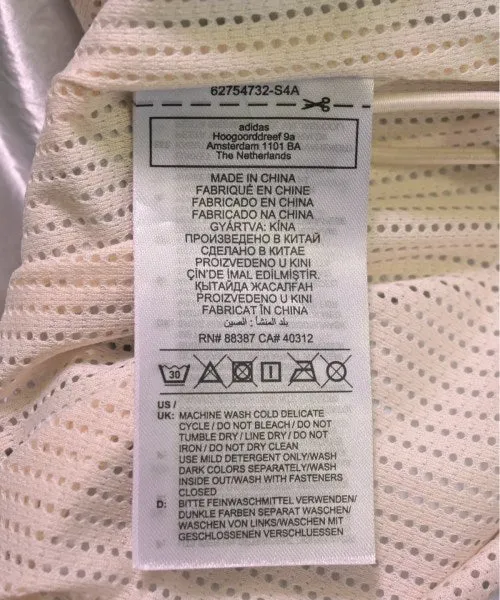 62754732-S4A
adidas
Hoogoorddreef 9a
Amsterdam 1101 BA
The Netherlands
MADE IN CHINA
FABRIQUÉ EN CHINE
FABRICADO EN CHINA
FABRICADO NA CHINA
GYÁRTVA: KÍNA
ПРОИЗВЕДЕНО В КИТАЙ
СДЕЛАНО В КИТАЕ
PROIZVEDENO U KINI
ÇİN'DE İMAL EDİLMİŞTİR.
ҚЫТАЙДА ЖАСАЛҒАН
PROIZVEDENO U KINI
FABRICAT ÎN CHINA
بلد المنشأ : الصين
RN# 88387 CA# 40312
30
US /
UK: MACHINE WASH COLD DELICATE
CYCLE / DO NOT BLEACH / DO NOT
TUMBLE DRY / LINE DRY / DO NOT
IRON / DO NOT DRY CLEAN
USE MILD DETERGENT ONLY/WASH
DARK COLORS SEPARATELY/WASH
INSIDE OUT/WASH WITH FASTENERS
CLOSED
D: BITTE FEINWASCHMITTEL VERWENDEN/
DUNKLE FARBEN SEPARAT WASCHEN/
WASCHEN VON LINKS/WASCHEN MIT
GESCHLOSSENEN VERSCHLUESSEN